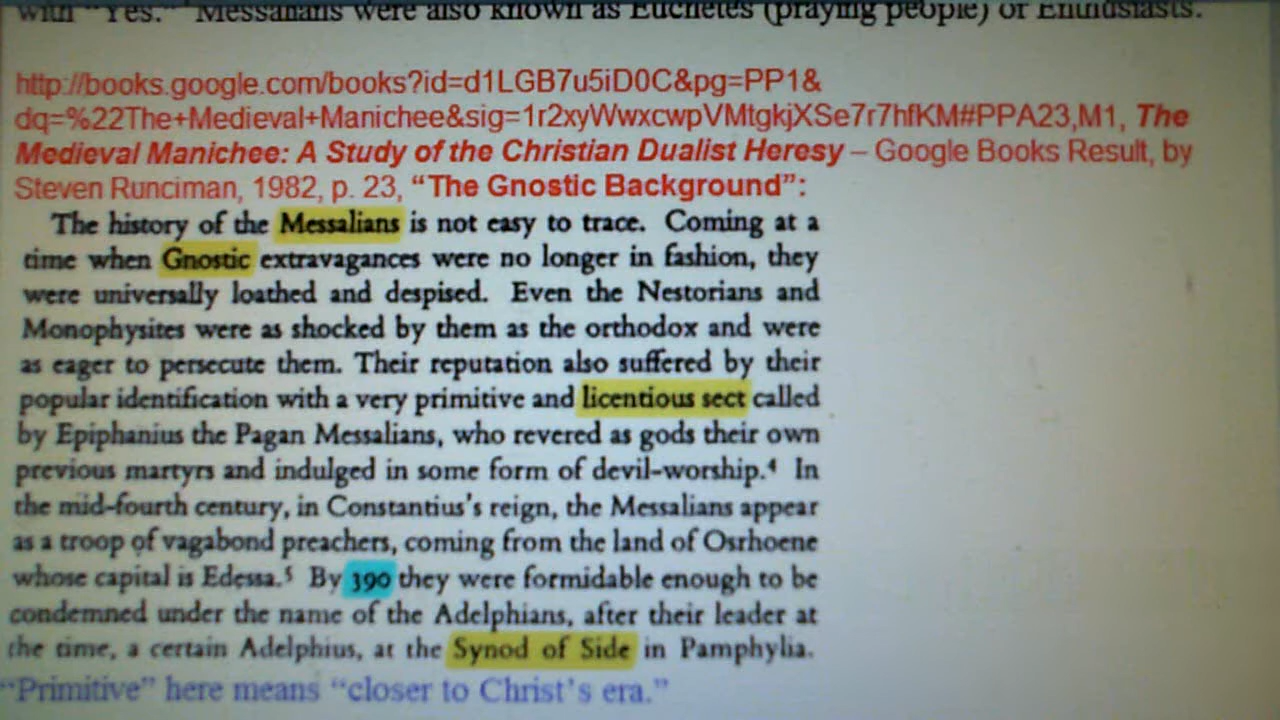 with "Yes." Messalians were also known as Euchetes (praying people) or Enthusiasts.
http://books.google.com/books?id=d1LGB7u5iD0C&pg=PP1&
dq=%22The+Medieval+Manichee&sig=1r2xyWwxcwpVMtgkjXSe7r7hfKM#PPA23,M1, The
Medieval Manichee: A Study of the Christian Dualist Heresy – Google Books Result, by
Steven Runciman, 1982, p. 23, "The Gnostic Background":
The history of the Messalians is not easy to trace. Coming at a
time when Gnostic extravagances were no longer in fashion, they
were universally loathed and despised. Even the Nestorians and
Monophysites were as shocked by them as the orthodox and were
as eager to persecute them. Their reputation also suffered by their
popular identification with a very primitive and licentious sect called
by Epiphanius the Pagan Messalians, who revered as gods their own
previous martyrs and indulged in some form of devil-worship.⁴ In
the mid-fourth century, in Constantius's reign, the Messalians appear
as a troop of vagabond preachers, coming from the land of Osrhoene
whose capital is Edessa.⁵ By 390 they were formidable enough to be
condemned under the name of the Adelphians, after their leader at
the time, a certain Adelphius, at the Synod of Side in Pamphylia.
"Primitive" here means "closer to Christ's era."